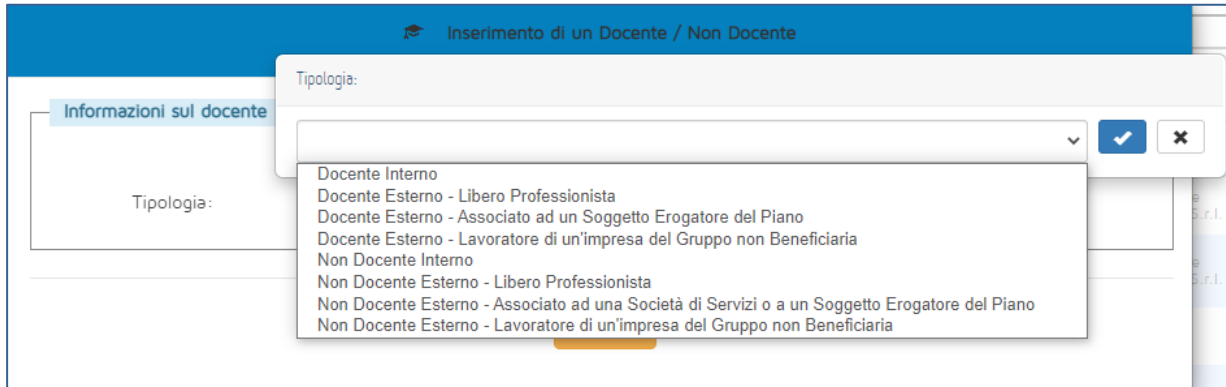 Inserimento di un Docente / Non Docente
Tipologia:
Informazioni sul docente
Tipologia:
Docente Interno
Docente Esterno - Libero Professionista
Docente Esterno - Associato ad un Soggetto Erogatore del Piano
Docente Esterno - Lavoratore di un'impresa del Gruppo non Beneficiaria
Non Docente Interno
Non Docente Esterno - Libero Professionista
Non Docente Esterno - Associato ad una Società di Servizi o a un Soggetto Erogatore del Piano
Non Docente Esterno - Lavoratore di un'impresa del Gruppo non Beneficiaria
e
S.r.l.
e
S.r.l.